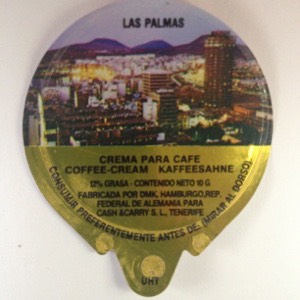 LAS PALMAS
CREMA PARA CAFE
COFFEE-CREAM KAFFEESAHNE
12% GRASA - CONTENIDO NETO 10 G
FABRICADA POR DMK, HAMBURGO, REP.
FEDERAL DE ALEMANIA PARA
CASH & CARRY S. L., TENERIFE
CONSUMIR PREFERENTEMENTE ANTES DE: (MIRAR AL DORSO)
UHT